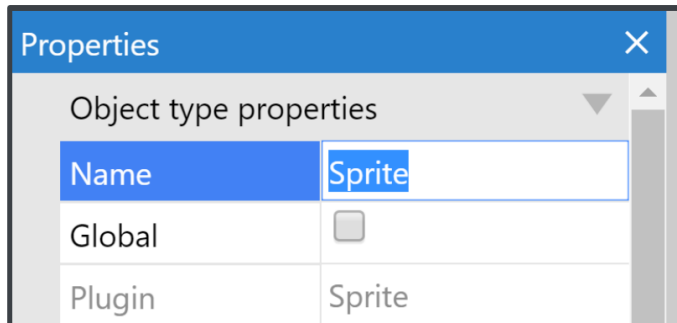 Properties
Object type properties
Name Sprite
Global
Plugin Sprite